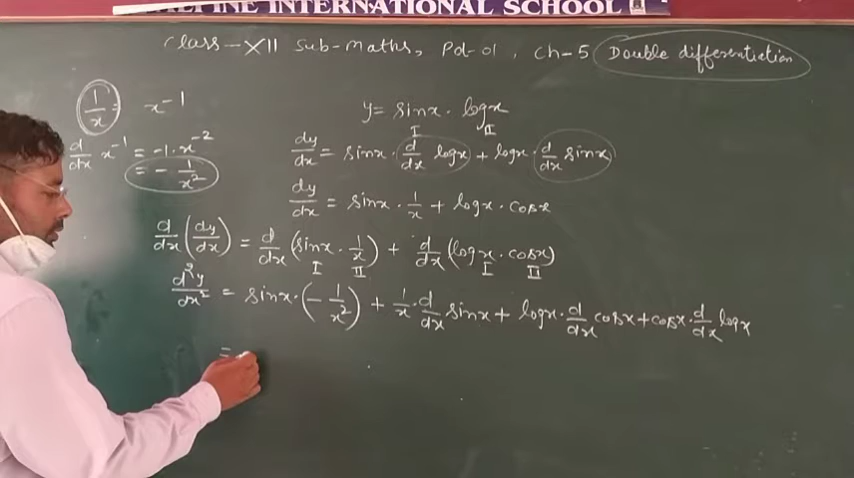 INTERNATIONAL SCHOOL
Class-XII Sub-Maths, Pd-01, Ch-5 Double differentiation
1/x = x^-1
d/dx x^-1 = -1·x^-2
= - 1/x^2
y = sinx · logx
I II
dy/dx = sinx · d/dx logx + logx · d/dx sinx
dy/dx = sinx · 1/x + logx · cosx
d/dx (dy/dx) = d/dx (sinx · 1/x) + d/dx (logx · cosx)
I II I II
d^2y/dx^2 = sinx · (- 1/x^2) + 1/x · d/dx sinx + logx · d/dx cosx + cosx · d/dx logx
=